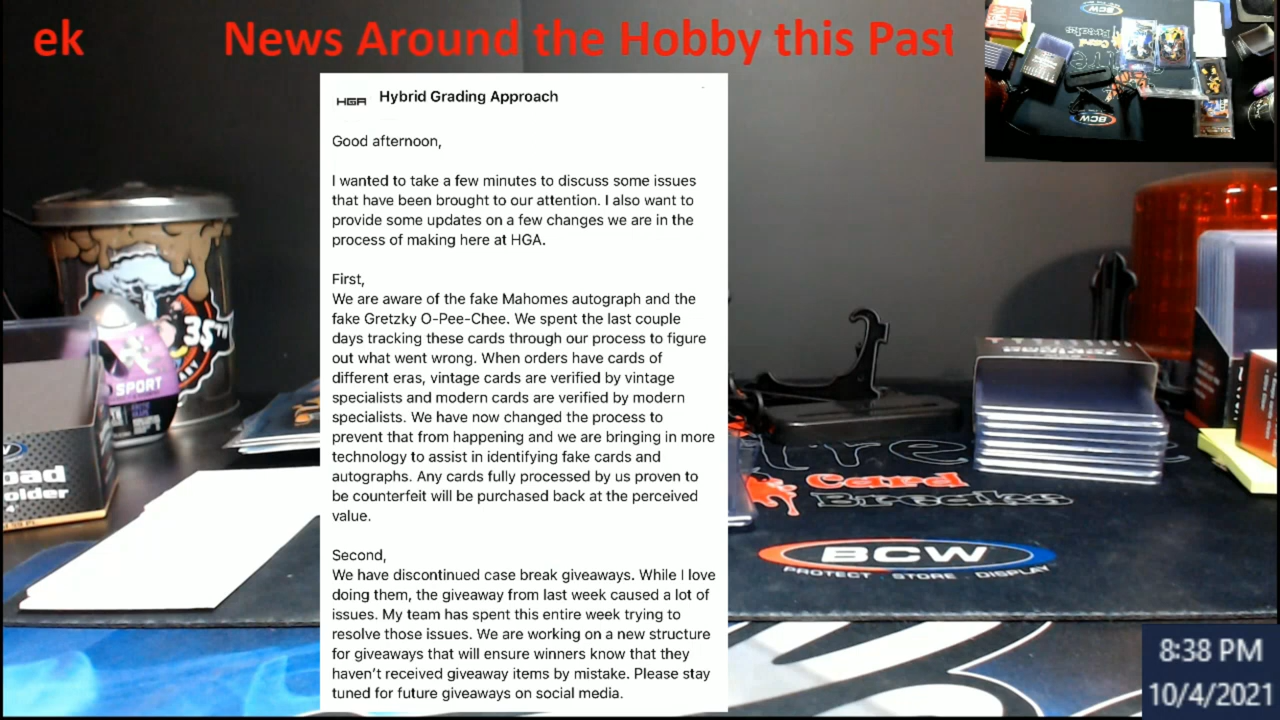 ek News Around the Hobby this Past
HGA Hybrid Grading Approach
Good afternoon,
I wanted to take a few minutes to discuss some issues
that have been brought to our attention. I also want to
provide some updates on a few changes we are in the
process of making here at HGA.
First,
We are aware of the fake Mahomes autograph and the
fake Gretzky O-Pee-Chee. We spent the last couple
days tracking these cards through our process to figure
out what went wrong. When orders have cards of
different eras, vintage cards are verified by vintage
specialists and modern cards are verified by modern
specialists. We have now changed the process to
prevent that from happening and we are bringing in more
technology to assist in identifying fake cards and
autographs. Any cards fully processed by us proven to
be counterfeit will be purchased back at the perceived
value.
Second,
We have discontinued case break giveaways. While I love
doing them, the giveaway from last week caused a lot of
issues. My team has spent this entire week trying to
resolve those issues. We are working on a new structure
for giveaways that will ensure winners know that they
haven't received giveaway items by mistake. Please stay
tuned for future giveaways on social media.
35TH
SPORT
oad
older
Card
Breaks
BCW
PROTECT STORE DISPLAY
BCW
8:38 PM
10/4/2021